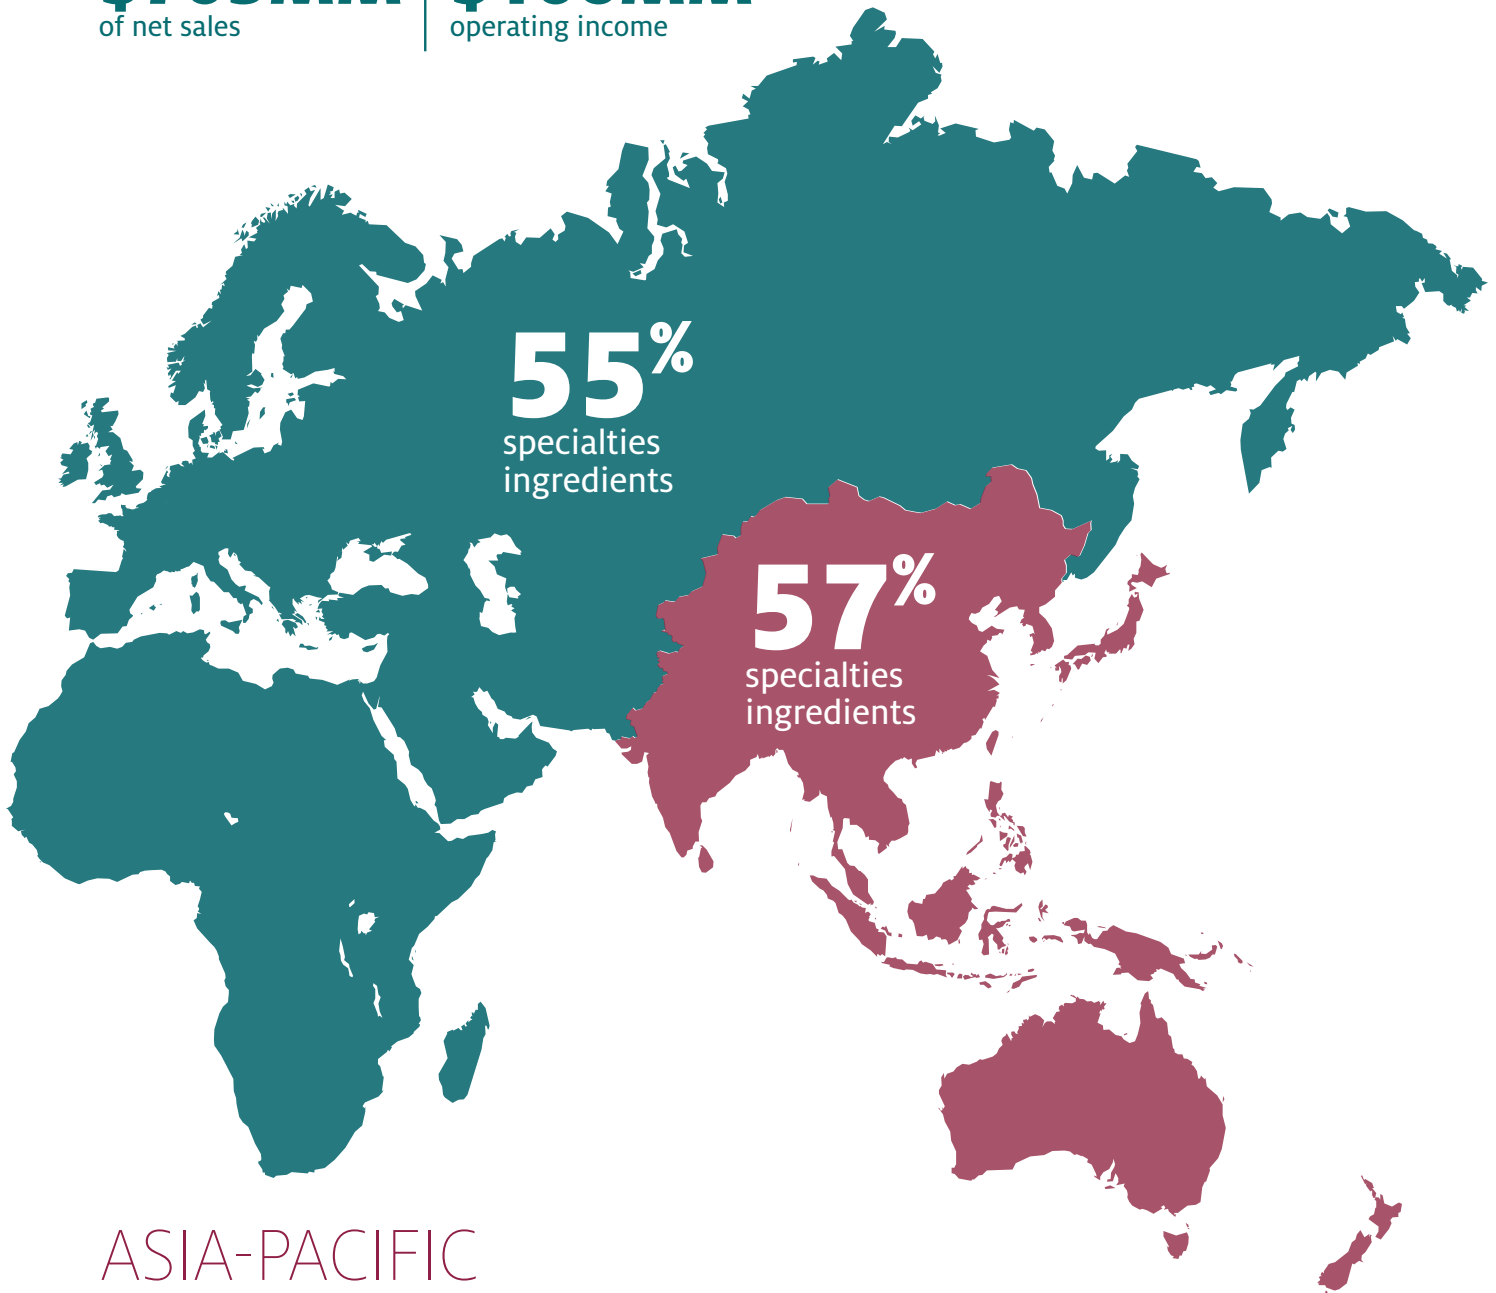 of net sales
operating income
55%
specialties
ingredients
57%
specialties
ingredients
ASIA-PACIFIC